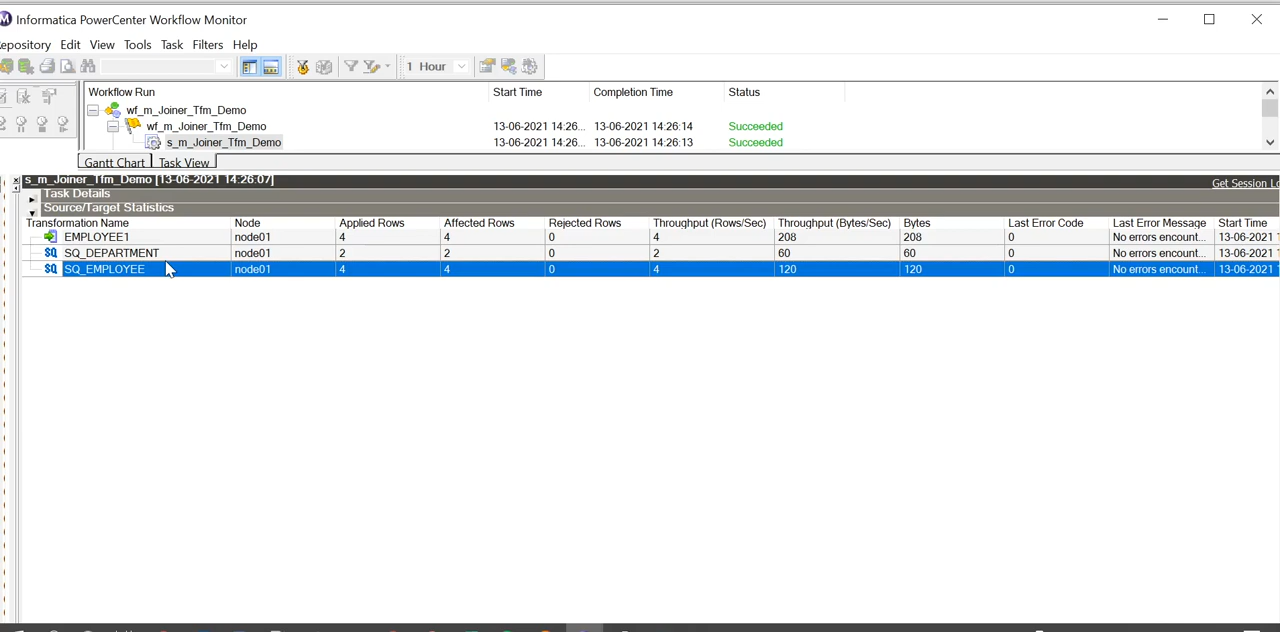 Informatica PowerCenter Workflow Monitor
epository Edit View Tools Task Filters Help
1 Hour
Workflow Run Start Time Completion Time Status
wf_m_Joiner_Tfm_Demo
wf_m_Joiner_Tfm_Demo 13-06-2021 14:26... 13-06-2021 14:26:14 Succeeded
s_m_Joiner_Tfm_Demo 13-06-2021 14:26... 13-06-2021 14:26:13 Succeeded
Gantt Chart Task View
s_m_Joiner_Tfm_Demo [13-06-2021 14:26:07] Get Session Lo
Task Details
Source/Target Statistics
Transformation Name Node Applied Rows Affected Rows Rejected Rows Throughput (Rows/Sec) Throughput (Bytes/Sec) Bytes Last Error Code Last Error Message Start Time
EMPLOYEE1 node01 4 4 0 4 208 208 0 No errors encount... 13-06-2021 1
SQ_DEPARTMENT node01 2 2 0 2 60 60 0 No errors encount... 13-06-2021 1
SQ_EMPLOYEE node01 4 4 0 4 120 120 0 No errors encount... 13-06-2021 1